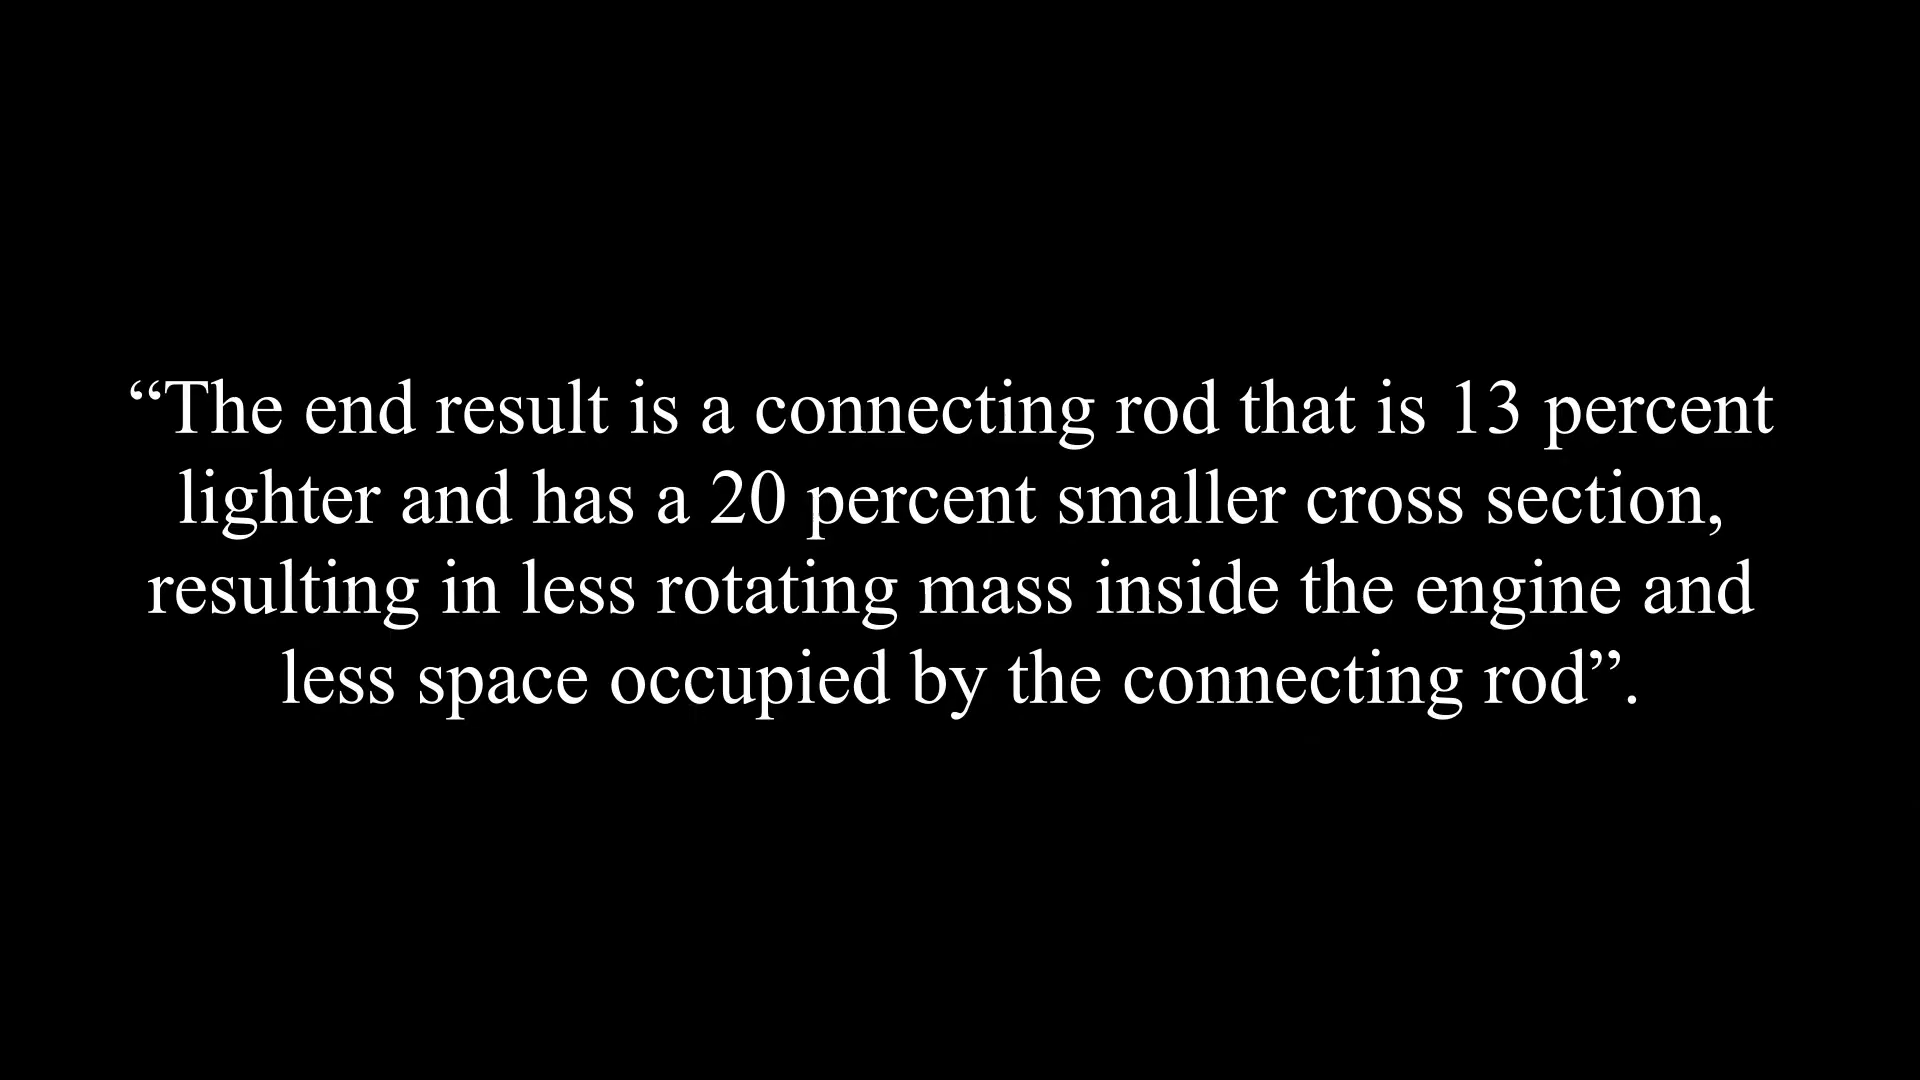 “The end result is a connecting rod that is 13 percent
lighter and has a 20 percent smaller cross section,
resulting in less rotating mass inside the engine and
less space occupied by the connecting rod”.